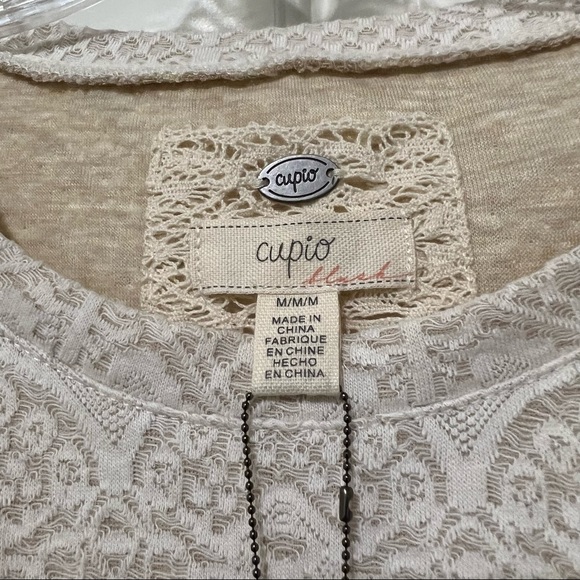 cupio
cupio
blush
M/M/M
MADE IN
CHINA
FABRIQUE
EN CHINE
HECHO
EN CHINA